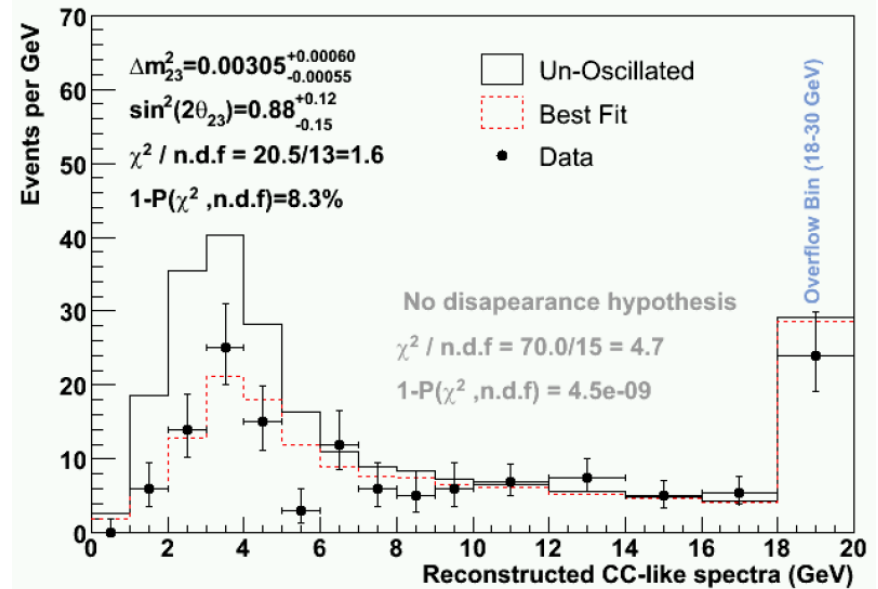 Events per GeV
70
60
50
40
30
20
10
0
Δm²₂₃=0.00305+0.00060
-0.00055
sin²(2θ₂₃)=0.88+0.12
-0.15
χ² / n.d.f = 20.5/13=1.6
1-P(χ² ,n.d.f)=8.3%
Un-Oscillated
Best Fit
Data
Overflow Bin (18-30 GeV)
No disapearance hypothesis
χ² / n.d.f = 70.0/15 = 4.7
1-P(χ² ,n.d.f) = 4.5e-09
0 2 4 6 8 10 12 14 16 18 20
Reconstructed CC-like spectra (GeV)